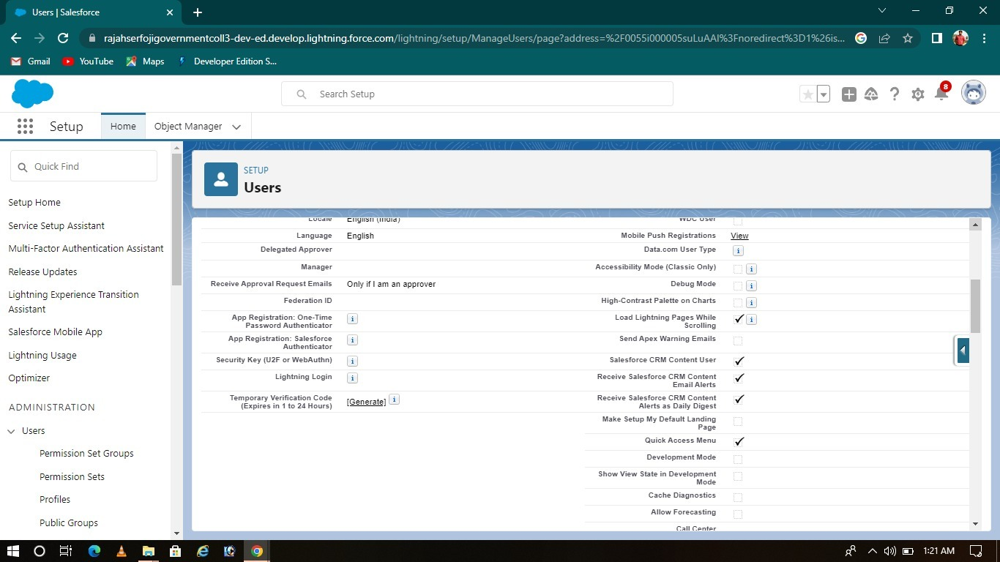 Users | Salesforce
rajahserfojigovernmentcoll3-dev-ed.develop.lightning.force.com/lightning/setup/ManageUsers/page?address=%2F0055i000005suLuAAI%3Fnoredirect%3D1%26is...
Gmail
YouTube
Maps
Developer Edition S...
Search Setup
8
Setup
Home
Object Manager
Quick Find
Setup Home
Service Setup Assistant
Multi-Factor Authentication Assistant
Release Updates
Lightning Experience Transition
Assistant
Salesforce Mobile App
Lightning Usage
Optimizer
ADMINISTRATION
Users
Permission Set Groups
Permission Sets
Profiles
Public Groups
SETUP
Users
Locale English (India)
Language English
Delegated Approver
Manager
Receive Approval Request Emails Only if I am an approver
Federation ID
App Registration: One-Time
Password Authenticator
App Registration: Salesforce
Authenticator
Security Key (U2F or WebAuthn)
Lightning Login
Temporary Verification Code
(Expires in 1 to 24 Hours) [Generate]
WDC User
Mobile Push Registrations View
Data.com User Type
Accessibility Mode (Classic Only)
Debug Mode
High-Contrast Palette on Charts
Load Lightning Pages While
Scrolling
Send Apex Warning Emails
Salesforce CRM Content User
Receive Salesforce CRM Content
Email Alerts
Receive Salesforce CRM Content
Alerts as Daily Digest
Make Setup My Default Landing
Page
Quick Access Menu
Development Mode
Show View State in Development
Mode
Cache Diagnostics
Allow Forecasting
Call Center
1:21 AM